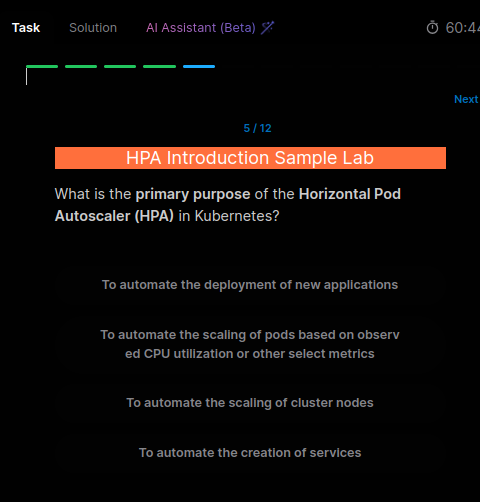 Task Solution AI Assistant (Beta) 60:44
Next
5 / 12
HPA Introduction Sample Lab
What is the primary purpose of the Horizontal Pod
Autoscaler (HPA) in Kubernetes?
To automate the deployment of new applications
To automate the scaling of pods based on observ
ed CPU utilization or other select metrics
To automate the scaling of cluster nodes
To automate the creation of services